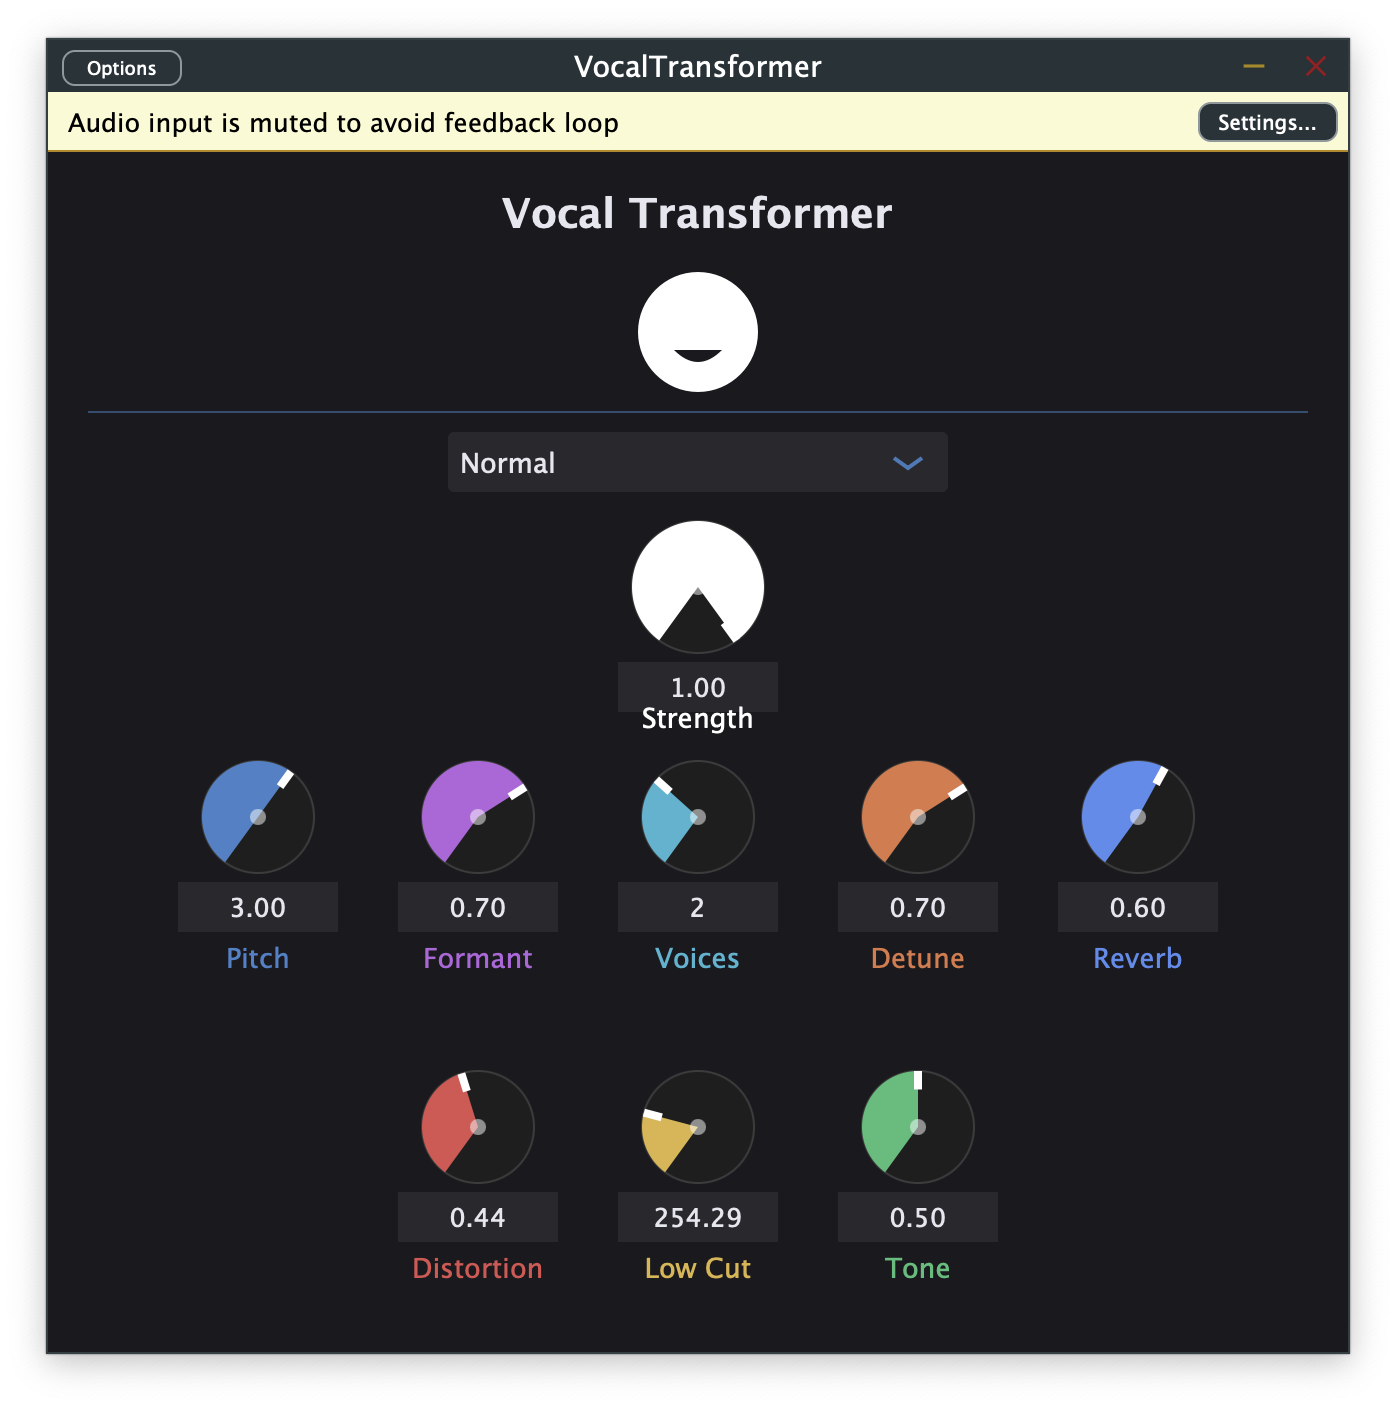 Options
VocalTransformer
Audio input is muted to avoid feedback loop
Settings...
Vocal Transformer
Normal
1.00
Strength
3.00
0.70
2
0.70
0.60
Pitch
Formant
Voices
Detune
Reverb
0.44
254.29
0.50
Distortion
Low Cut
Tone